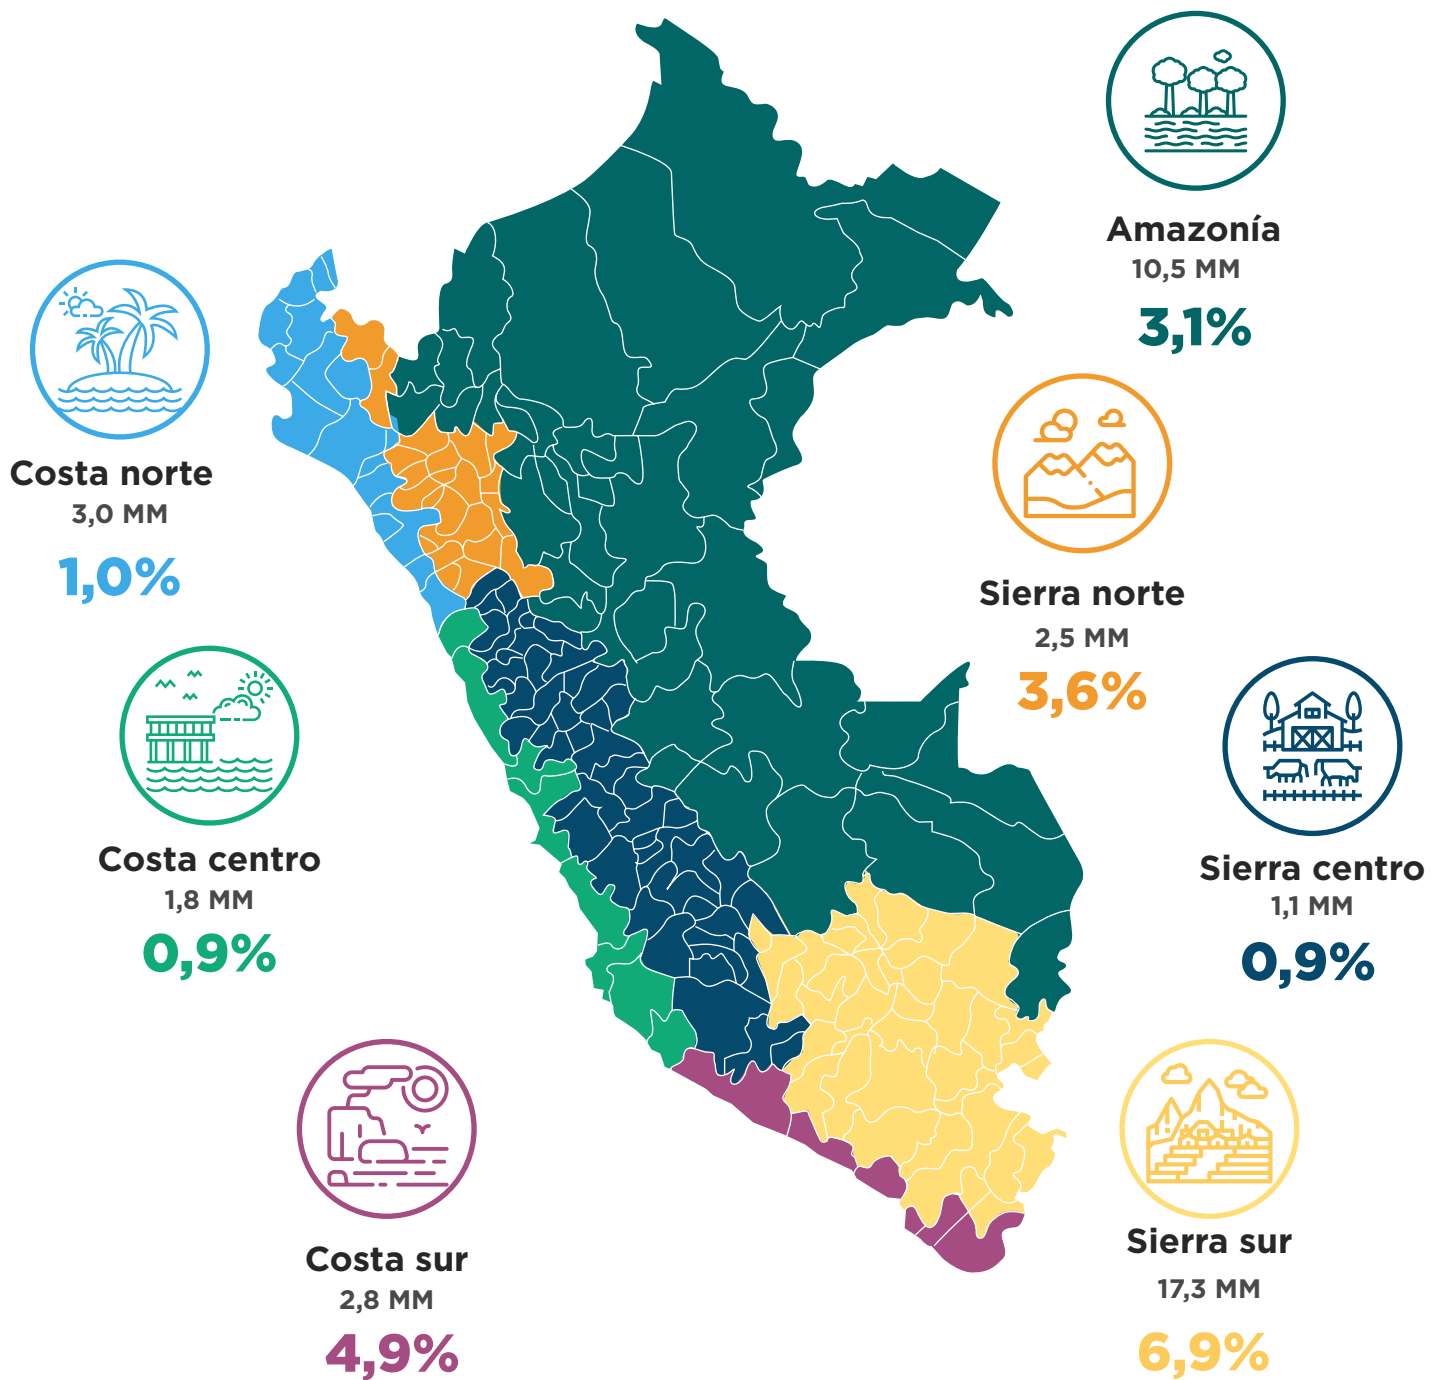 Amazonía
10,5 MM
3,1%
Costa norte
3,0 MM
1,0%
Sierra norte
2,5 MM
3,6%
Costa centro
1,8 MM
0,9%
Sierra centro
1,1 MM
0,9%
Costa sur
2,8 MM
4,9%
Sierra sur
17,3 MM
6,9%